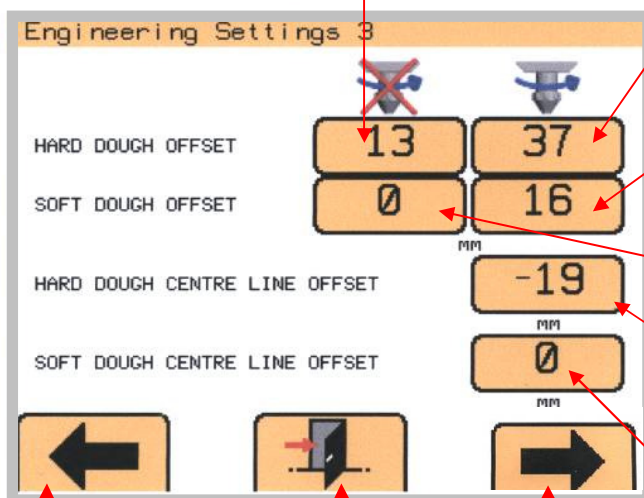 Engineering Settings 3
HARD DOUGH OFFSET 13 37
SOFT DOUGH OFFSET 0 16
MM
HARD DOUGH CENTRE LINE OFFSET -19
MM
SOFT DOUGH CENTRE LINE OFFSET 0
MM